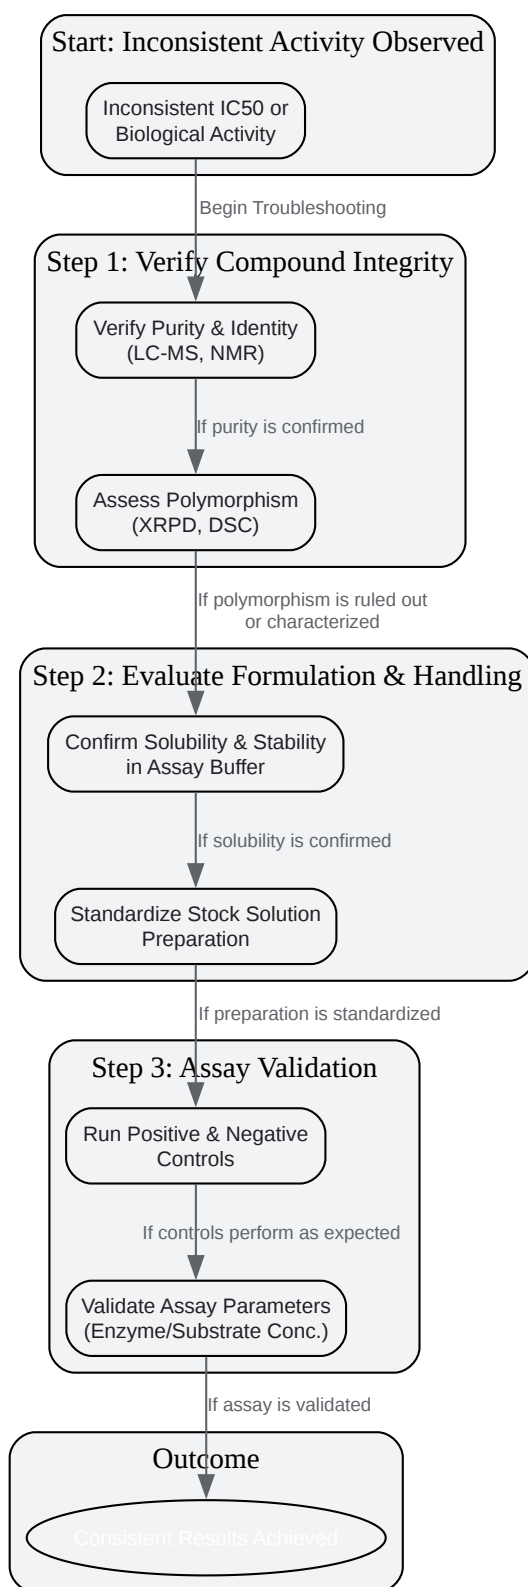 Start: Inconsistent Activity Observed
Inconsistent IC50 or
Biological Activity
Begin Troubleshooting
Step 1: Verify Compound Integrity
Verify Purity & Identity
(LC-MS, NMR)
If purity is confirmed
Assess Polymorphism
(XRPD, DSC)
If polymorphism is ruled out
or characterized
Step 2: Evaluate Formulation & Handling
Confirm Solubility & Stability
in Assay Buffer
If solubility is confirmed
Standardize Stock Solution
Preparation
If preparation is standardized
Step 3: Assay Validation
Run Positive & Negative
Controls
If controls perform as expected
Validate Assay Parameters
(Enzyme/Substrate Conc.)
If assay is validated
Outcome
Consistent Results Achieved